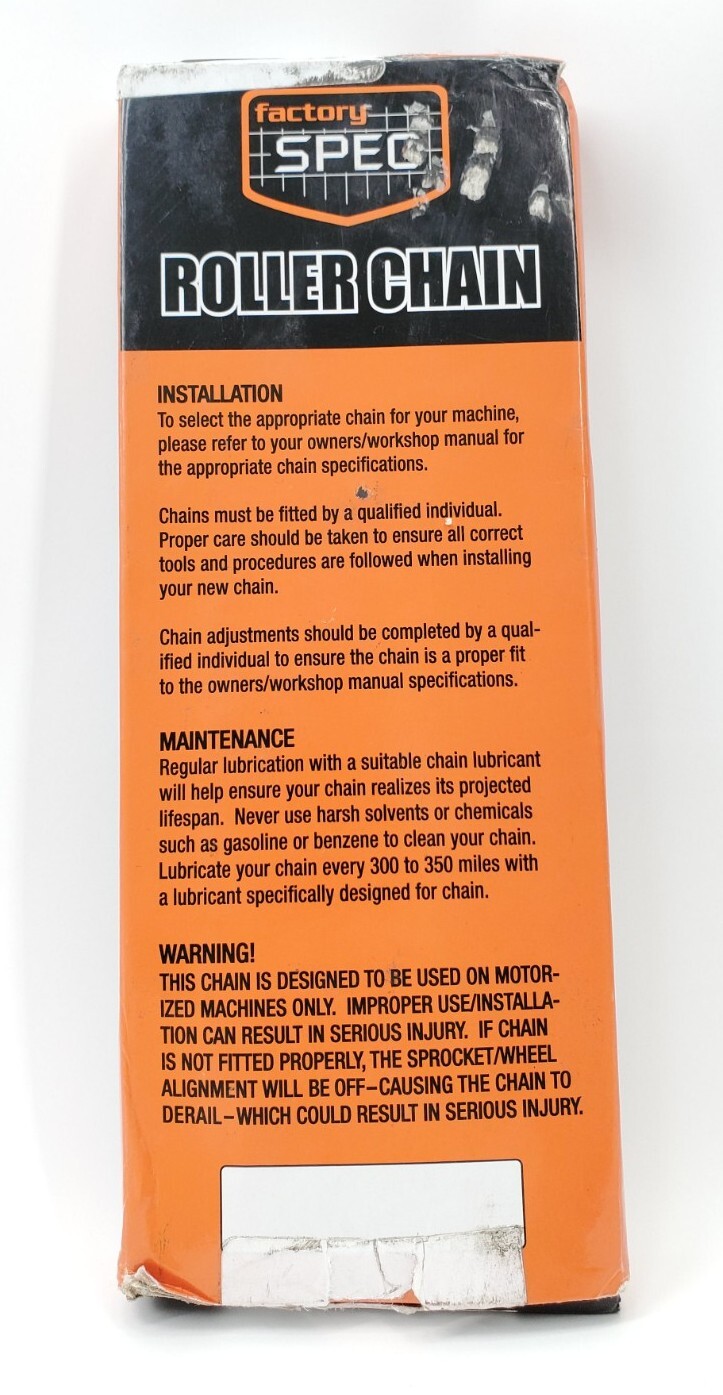 factory
SPEC
ROLLER CHAIN
INSTALLATION
To select the appropriate chain for your machine,
please refer to your owners/workshop manual for
the appropriate chain specifications.
Chains must be fitted by a qualified individual.
Proper care should be taken to ensure all correct
tools and procedures are followed when installing
your new chain.
Chain adjustments should be completed by a qual-
ified individual to ensure the chain is a proper fit
to the owners/workshop manual specifications.
MAINTENANCE
Regular lubrication with a suitable chain lubricant
will help ensure your chain realizes its projected
lifespan.  Never use harsh solvents or chemicals
such as gasoline or benzene to clean your chain.
Lubricate your chain every 300 to 350 miles with
a lubricant specifically designed for chain.
WARNING!
THIS CHAIN IS DESIGNED TO BE USED ON MOTOR-
IZED MACHINES ONLY.  IMPROPER USE/INSTALLA-
TION CAN RESULT IN SERIOUS INJURY.  IF CHAIN
IS NOT FITTED PROPERLY, THE SPROCKET/WHEEL
ALIGNMENT WILL BE OFF–CAUSING THE CHAIN TO
DERAIL–WHICH COULD RESULT IN SERIOUS INJURY.